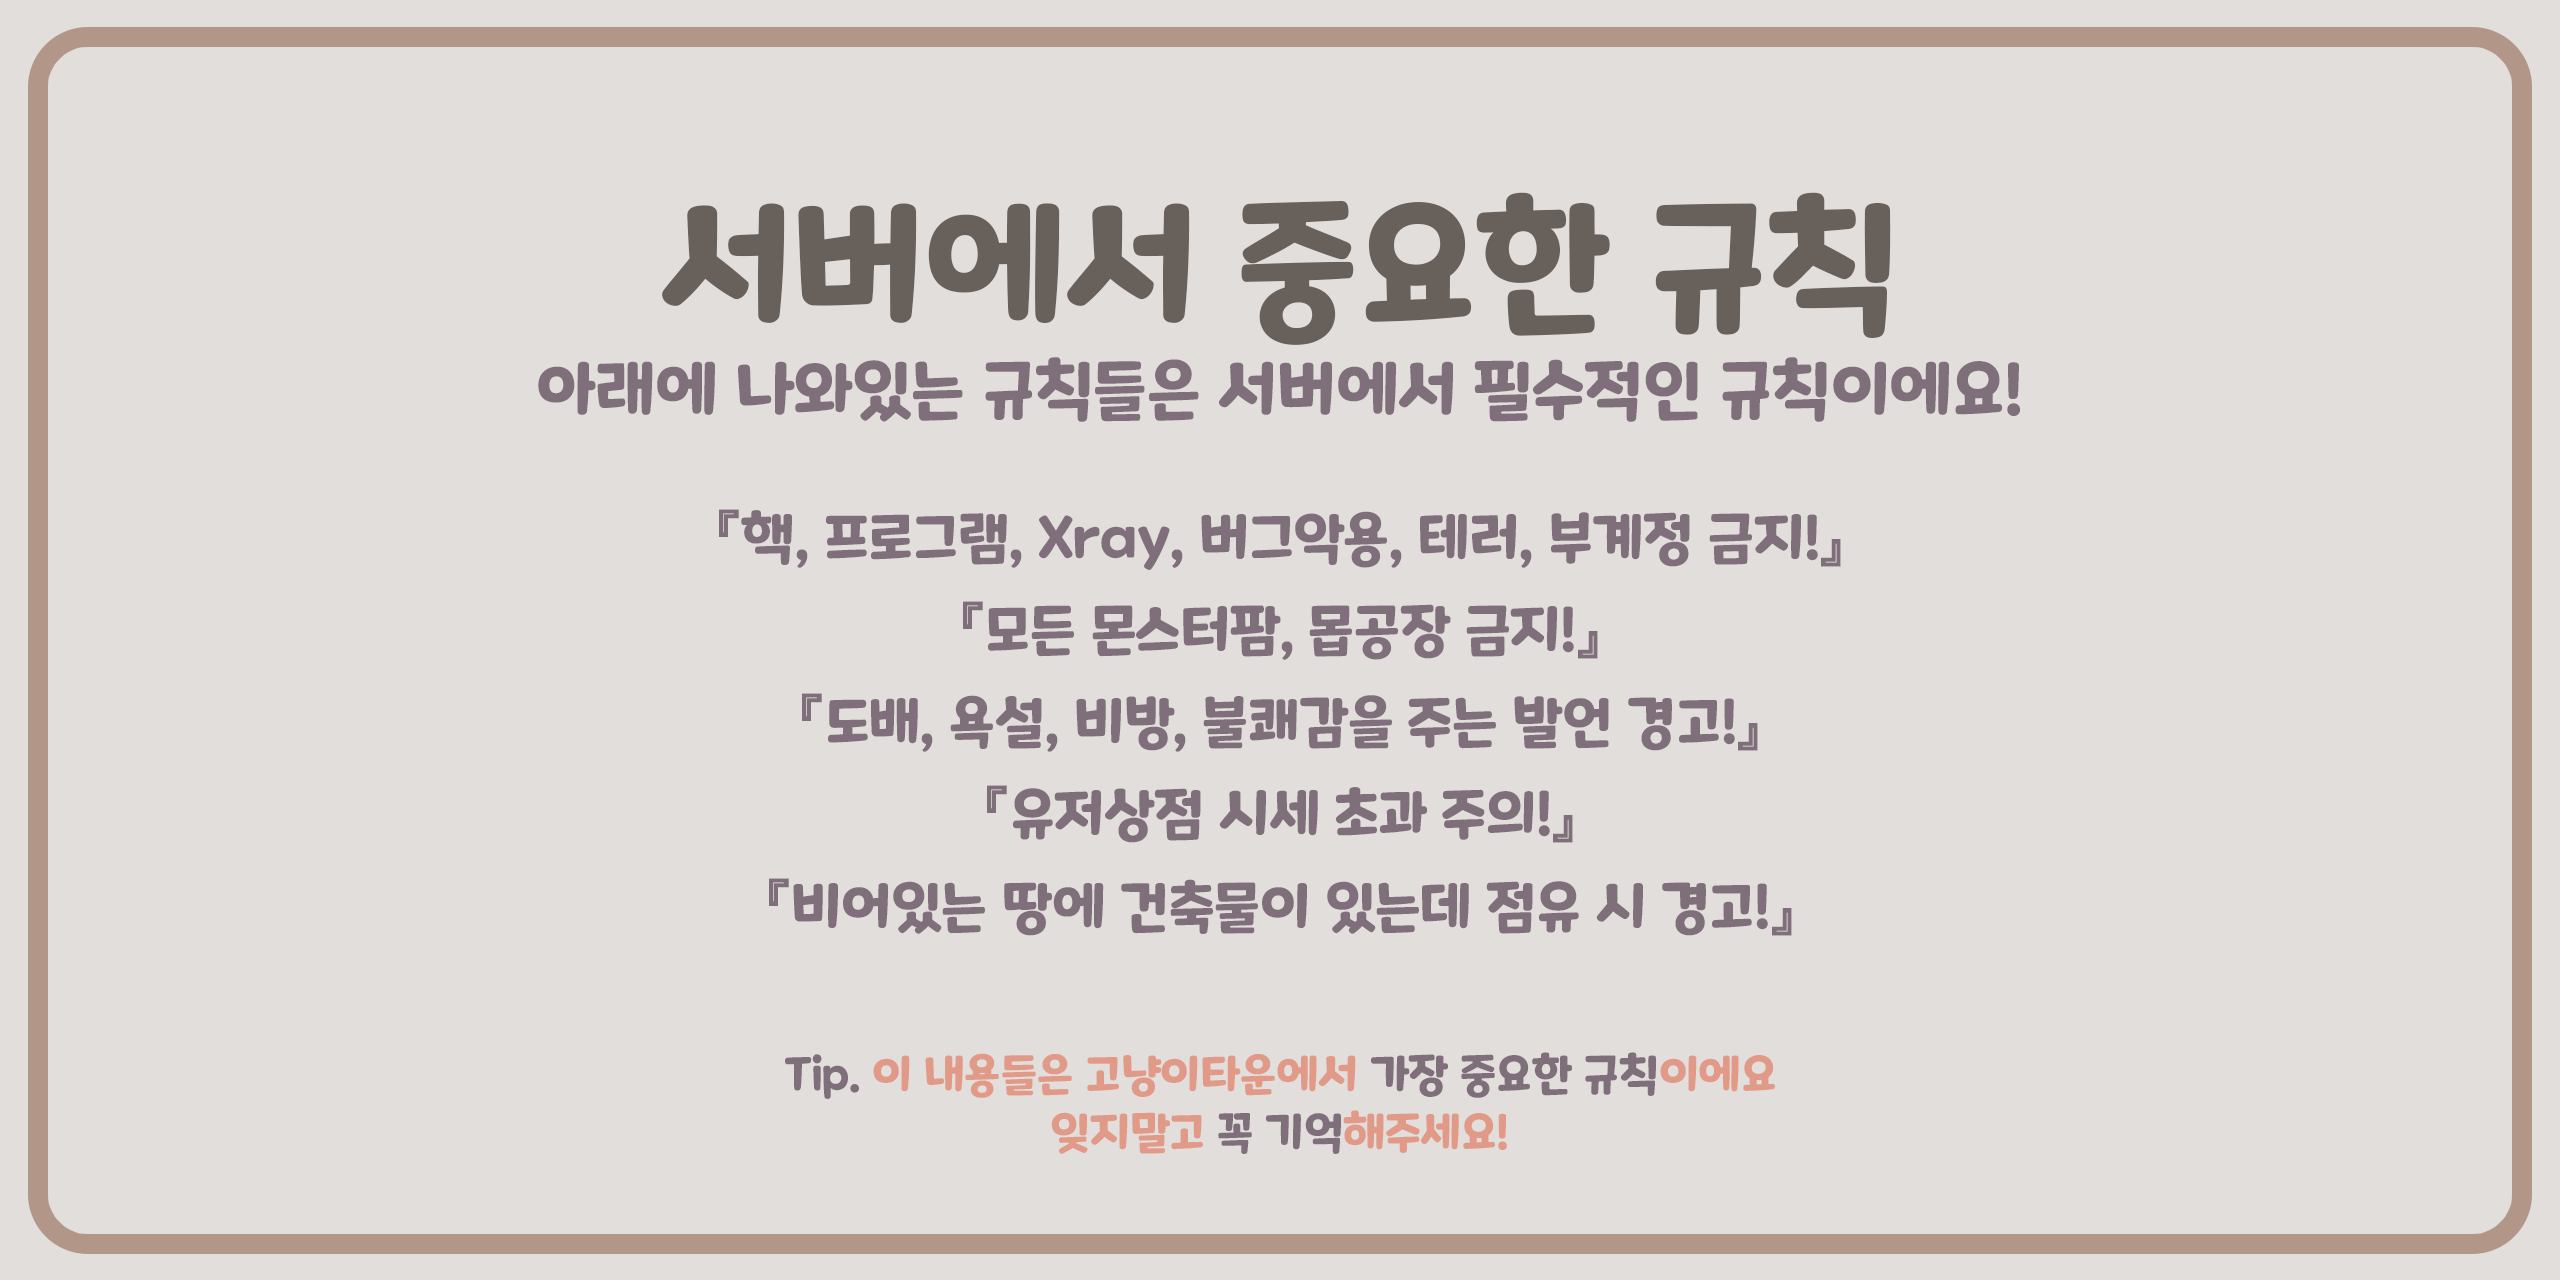 서버에서 중요한 규칙
아래에 나와있는 규칙들은 서버에서 필수적인 규칙이에요!
『핵, 프로그램, Xray, 버그악용, 테러, 부계정 금지!』
『모든 몬스터팜, 몹공장 금지!』
『도배, 욕설, 비방, 불쾌감을 주는 발언 경고!』
『유저상점 시세 초과 주의!』
『비어있는 땅에 건축물이 있는데 점유 시 경고!』
Tip. 이 내용들은 고냥이타운에서 가장 중요한 규칙이에요
잊지말고 꼭 기억해주세요!